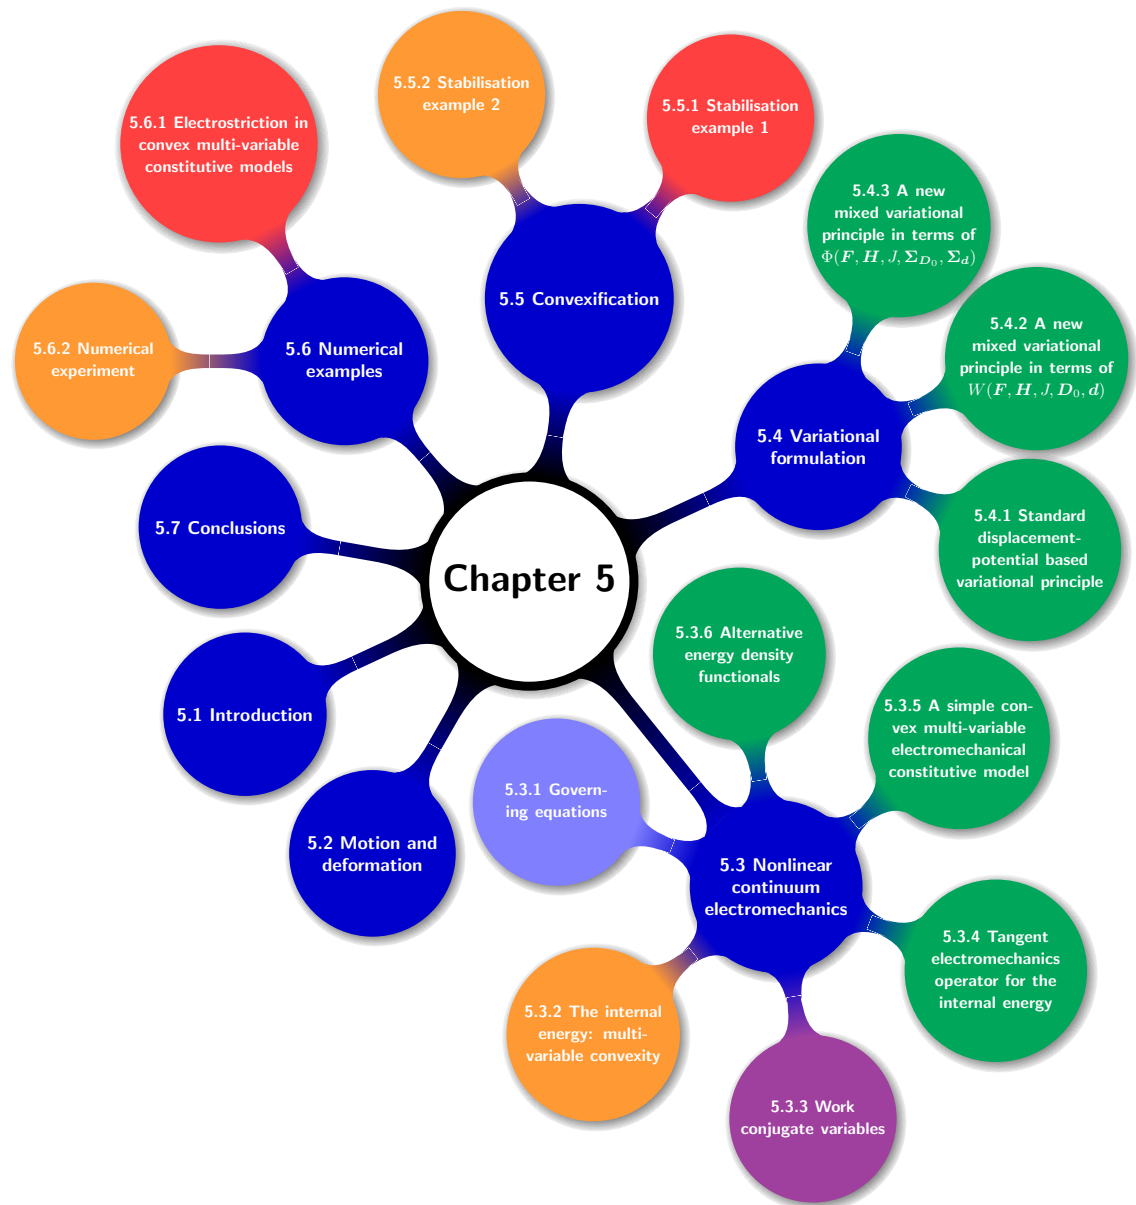 5.5.2 Stabilisation
example 2
5.5.1 Stabilisation
example 1
5.6.1 Electrostriction in
convex multi-variable
constitutive models
5.4.3 A new
mixed variational
principle in terms of
Φ(F, H, J, Σ_{D₀}, Σ_d)
5.5 Convexification
5.4.2 A new
mixed variational
principle in terms of
W(F, H, J, D₀, d)
5.6.2 Numerical
experiment
5.6 Numerical
examples
5.4 Variational
formulation
5.7 Conclusions
5.4.1 Standard
displacement-
potential based
variational principle
Chapter 5
5.3.6 Alternative
energy density
functionals
5.1 Introduction
5.3.5 A simple con-
vex multi-variable
electromechanical
constitutive model
5.3.1 Govern-
ing equations
5.2 Motion and
deformation
5.3 Nonlinear
continuum
electromechanics
5.3.4 Tangent
electromechanics
operator for the
internal energy
5.3.2 The internal
energy: multi-
variable convexity
5.3.3 Work
conjugate variables